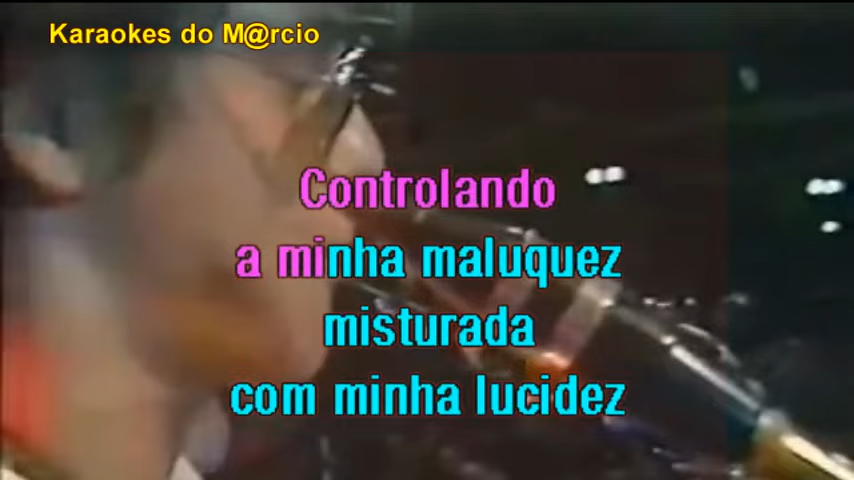 Karaokes do M@rcio
Controlando
a minha maluquez
misturada
com minha lucidez